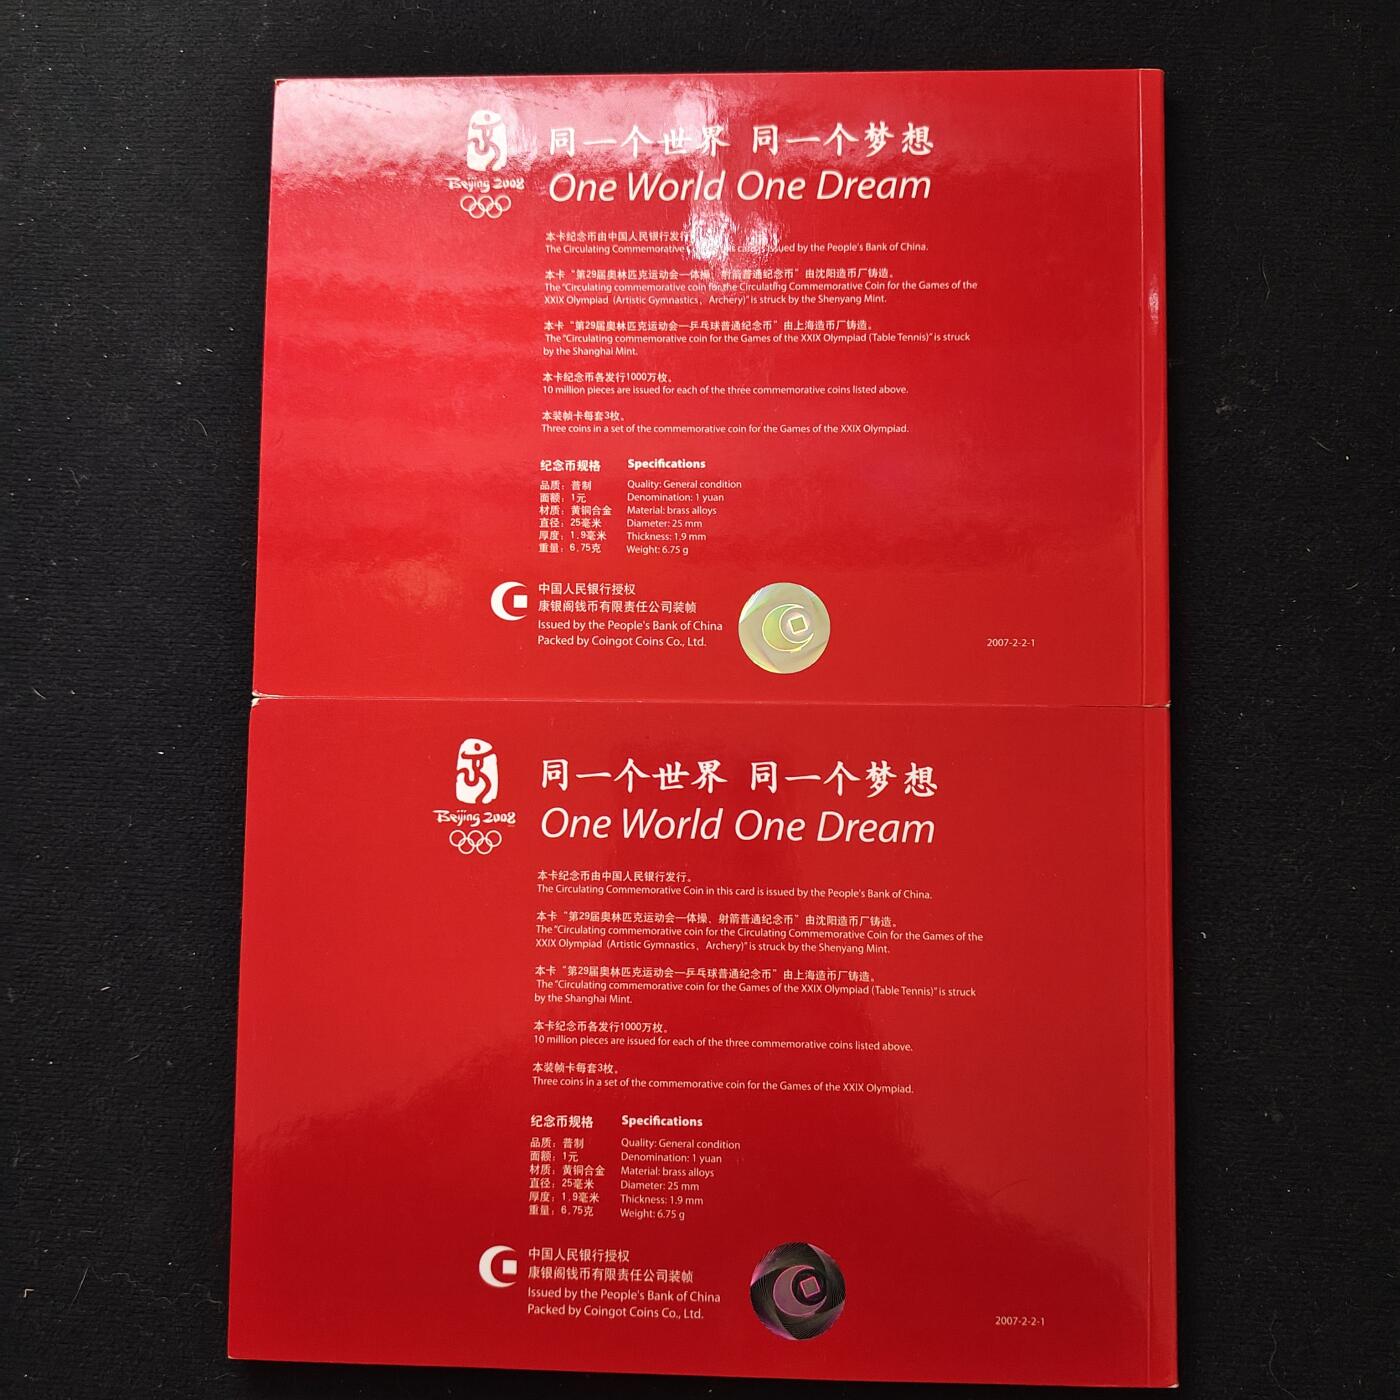 Beijing 2008
同一个世界 同一个梦想
One World One Dream
本卡纪念币由中国人民银行发行
The Circulating Commemorative card is issued by the People's Bank of China.
本卡“第29届奥林匹克运动会—体操、射箭普通纪念币”由沈阳造币厂铸造。
The "Circulating commemorative coin for the Circulating Commemorative Coin for the Games of the
XXIX Olympiad (Artistic Gymnastics、Archery)" is struck by the Shenyang Mint.
本卡“第29届奥林匹克运动会—乒乓球普通纪念币”由上海造币厂铸造。
The "Circulating commemorative coin for the Games of the XXIX Olympiad (Table Tennis)" is struck
by the Shanghai Mint.
本卡纪念币各发行1000万枚。
10 million pieces are issued for each of the three commemorative coins listed above.
本装帧卡每套3枚。
Three coins in a set of the commemorative coin for the Games of the XXIX Olympiad.
纪念币规格 Specifications
品质：普制 Quality: General condition
面额：1元 Denomination: 1 yuan
材质：黄铜合金 Material: brass alloys
直径：25毫米 Diameter: 25 mm
厚度：1.9毫米 Thickness: 1.9 mm
重量：6.75克 Weight: 6.75 g
中国人民银行授权
康银阁钱币有限责任公司装帧
Issued by the People's Bank of China
Packed by Coingot Coins Co., Ltd.
2007-2-2-1
Beijing 2008
同一个世界 同一个梦想
One World One Dream
本卡纪念币由中国人民银行发行。
The Circulating Commemorative Coin in this card is issued by the People's Bank of China.
本卡“第29届奥林匹克运动会—体操、射箭普通纪念币”由沈阳造币厂铸造。
The "Circulating commemorative coin for the Circulating Commemorative Coin for the Games of the
XXIX Olympiad (Artistic Gymnastics、Archery)" is struck by the Shenyang Mint.
本卡“第29届奥林匹克运动会—乒乓球普通纪念币”由上海造币厂铸造。
The "Circulating commemorative coin for the Games of the XXIX Olympiad (Table Tennis)" is struck
by the Shanghai Mint.
本卡纪念币各发行1000万枚。
10 million pieces are issued for each of the three commemorative coins listed above.
本装帧卡每套3枚。
Three coins in a set of the commemorative coin for the Games of the XXIX Olympiad.
纪念币规格 Specifications
品质：普制 Quality: General condition
面额：1元 Denomination: 1 yuan
材质：黄铜合金 Material: brass alloys
直径：25毫米 Diameter: 25 mm
厚度：1.9毫米 Thickness: 1.9 mm
重量：6.75克 Weight: 6.75 g
中国人民银行授权
康银阁钱币有限责任公司装帧
Issued by the People's Bank of China
Packed by Coingot Coins Co., Ltd.
2007-2-2-1